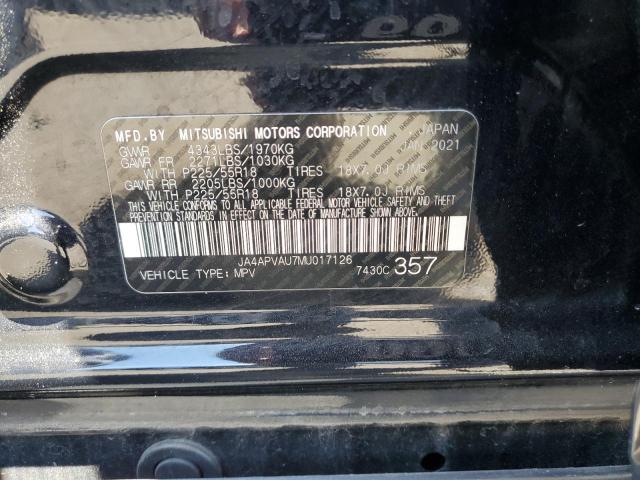 MFD.BY MITSUBISHI MOTORS CORPORATION JAPAN
GVWR 4343LBS/1970KG JAN 2021
GAWR FR 2271LBS/1030KG
WITH P225/55R18 TIRES 18X7.0J RIMS
GAWR RR 2205LBS/1000KG
WITH P225/55R18 TIRES 18X7.0J RIMS
THIS VEHICLE CONFORMS TO ALL APPLICABLE FEDERAL MOTOR VEHICLE SAFETY AND THEFT
PREVENTION STANDARDS IN EFFECT ON THE DATE OF MANUFACTURE SHOWN ABOVE.
JA4APVAU7MU017126
VEHICLE TYPE: MPV 7430C 357